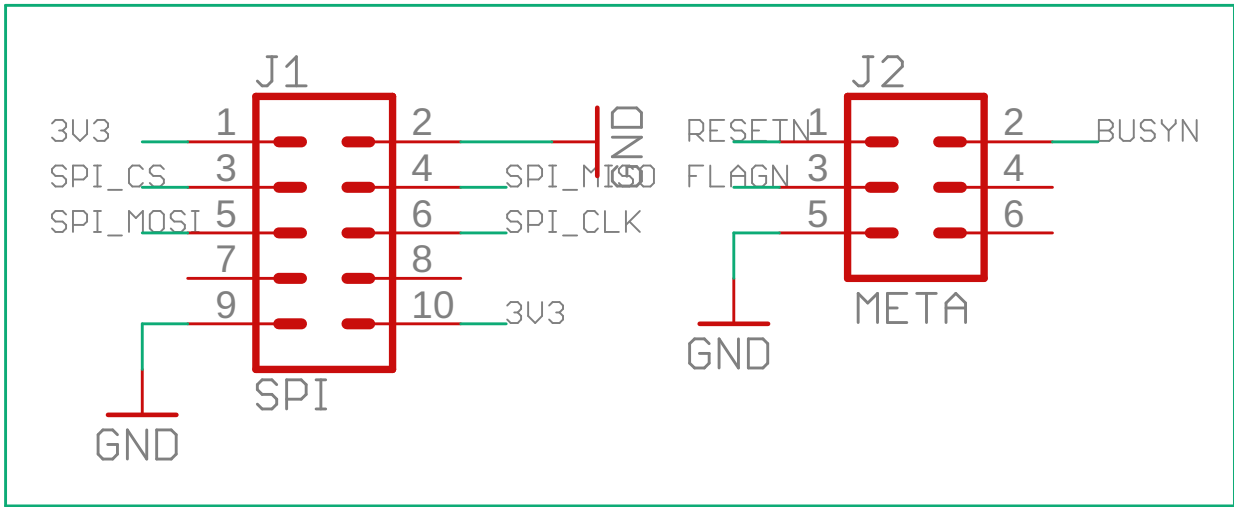 J1
3V3 1 2 GND
SPI_CS 3 4 SPI_MISO
SPI_MOSI 5 6 SPI_CLK
7 8
9 10 3V3
SPI
GND
J2
RESETN 1 2 BUSYN
FLAGN 3 4
5 6
META
GND